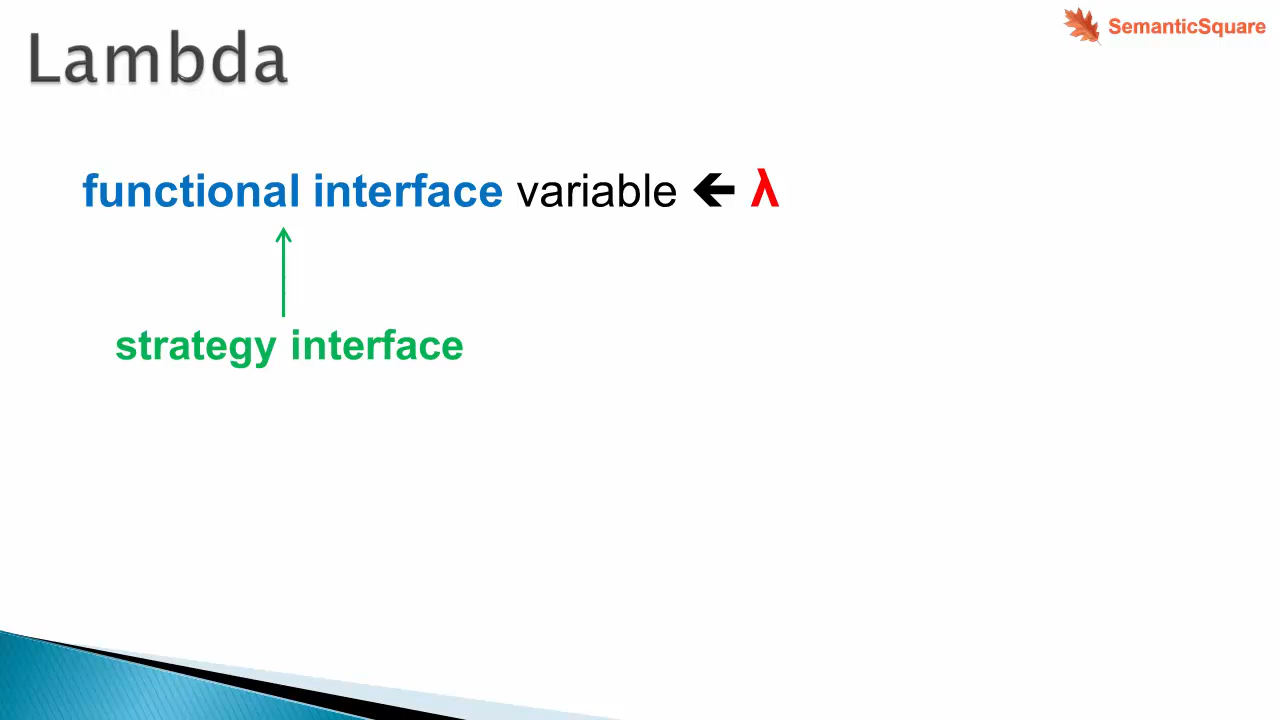 SemanticSquare
Lambda
functional interface variable 🡸 λ
strategy interface